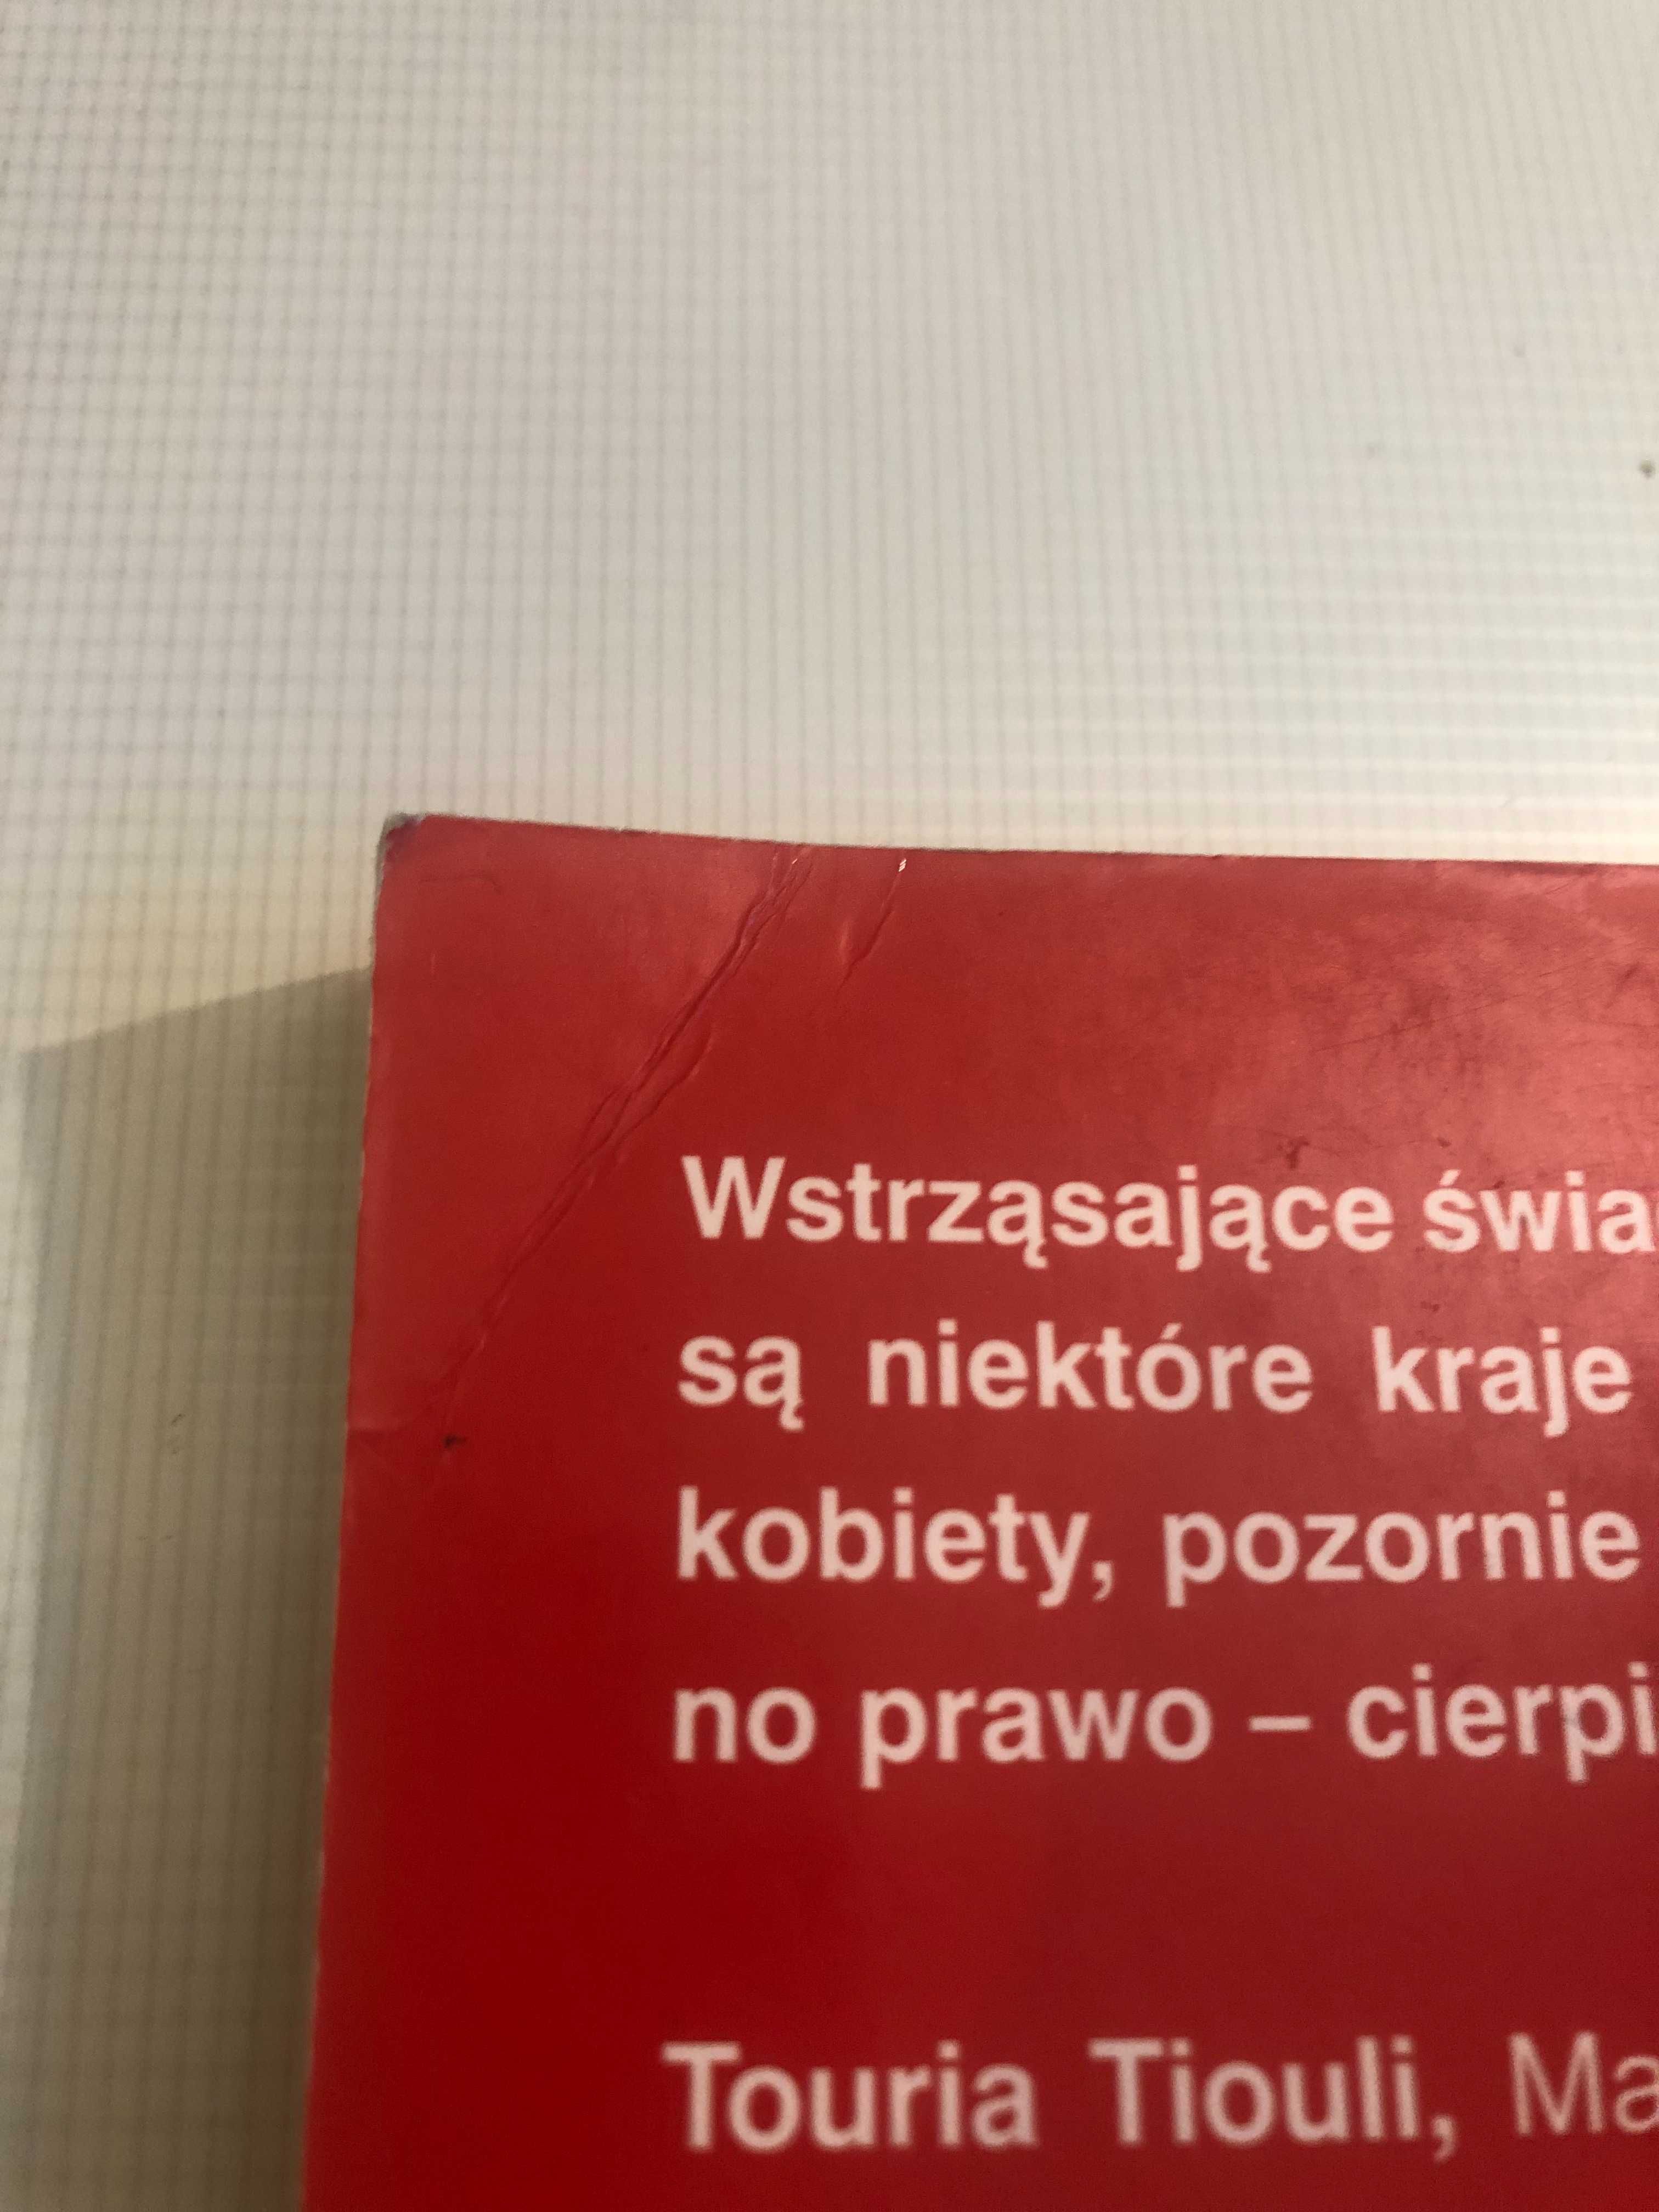 Wstrząsające świa
są niektóre kraje
kobiety, pozornie
no prawo – cierpi
Touria Tiouli, Ma